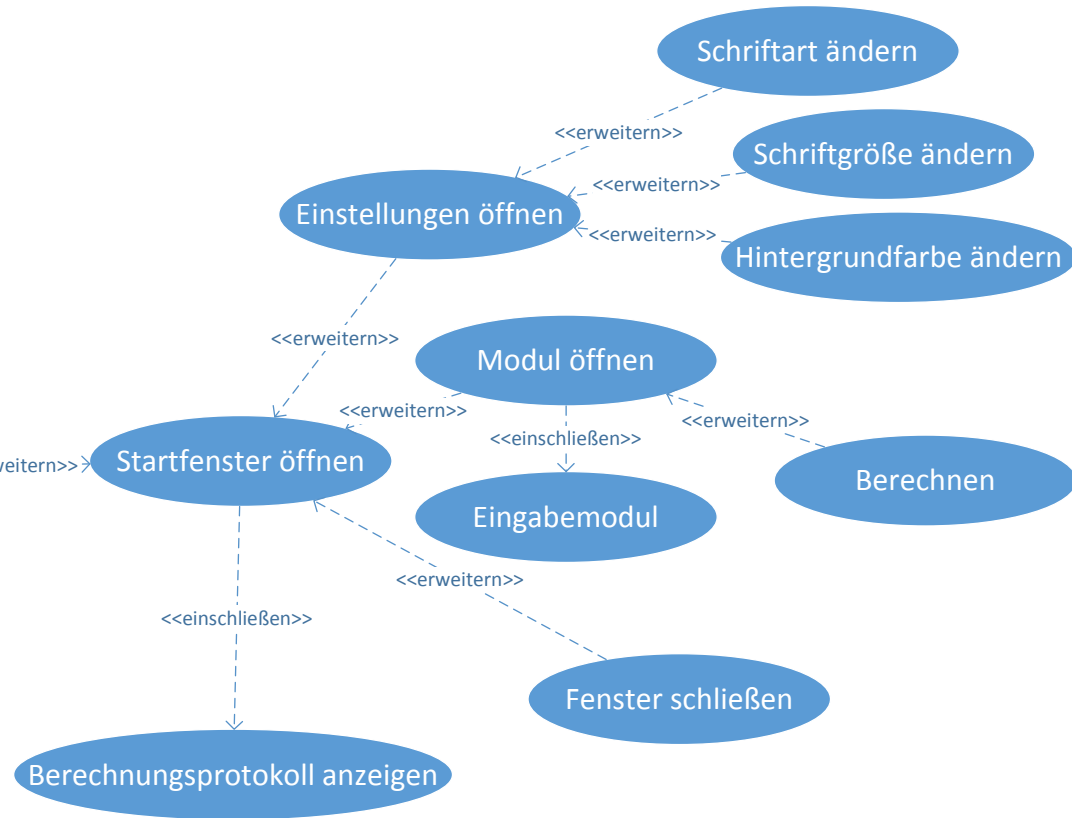 Schriftart ändern
<<erweitern>>
Schriftgröße ändern
<<erweitern>>
Einstellungen öffnen
<<erweitern>>
Hintergrundfarbe ändern
<<erweitern>>
Modul öffnen
<<erweitern>>
<<erweitern>>
<<einschließen>>
Startfenster öffnen
weitern>>
Berechnen
Eingabemodul
<<erweitern>>
<<einschließen>>
Fenster schließen
Berechnungsprotokoll anzeigen